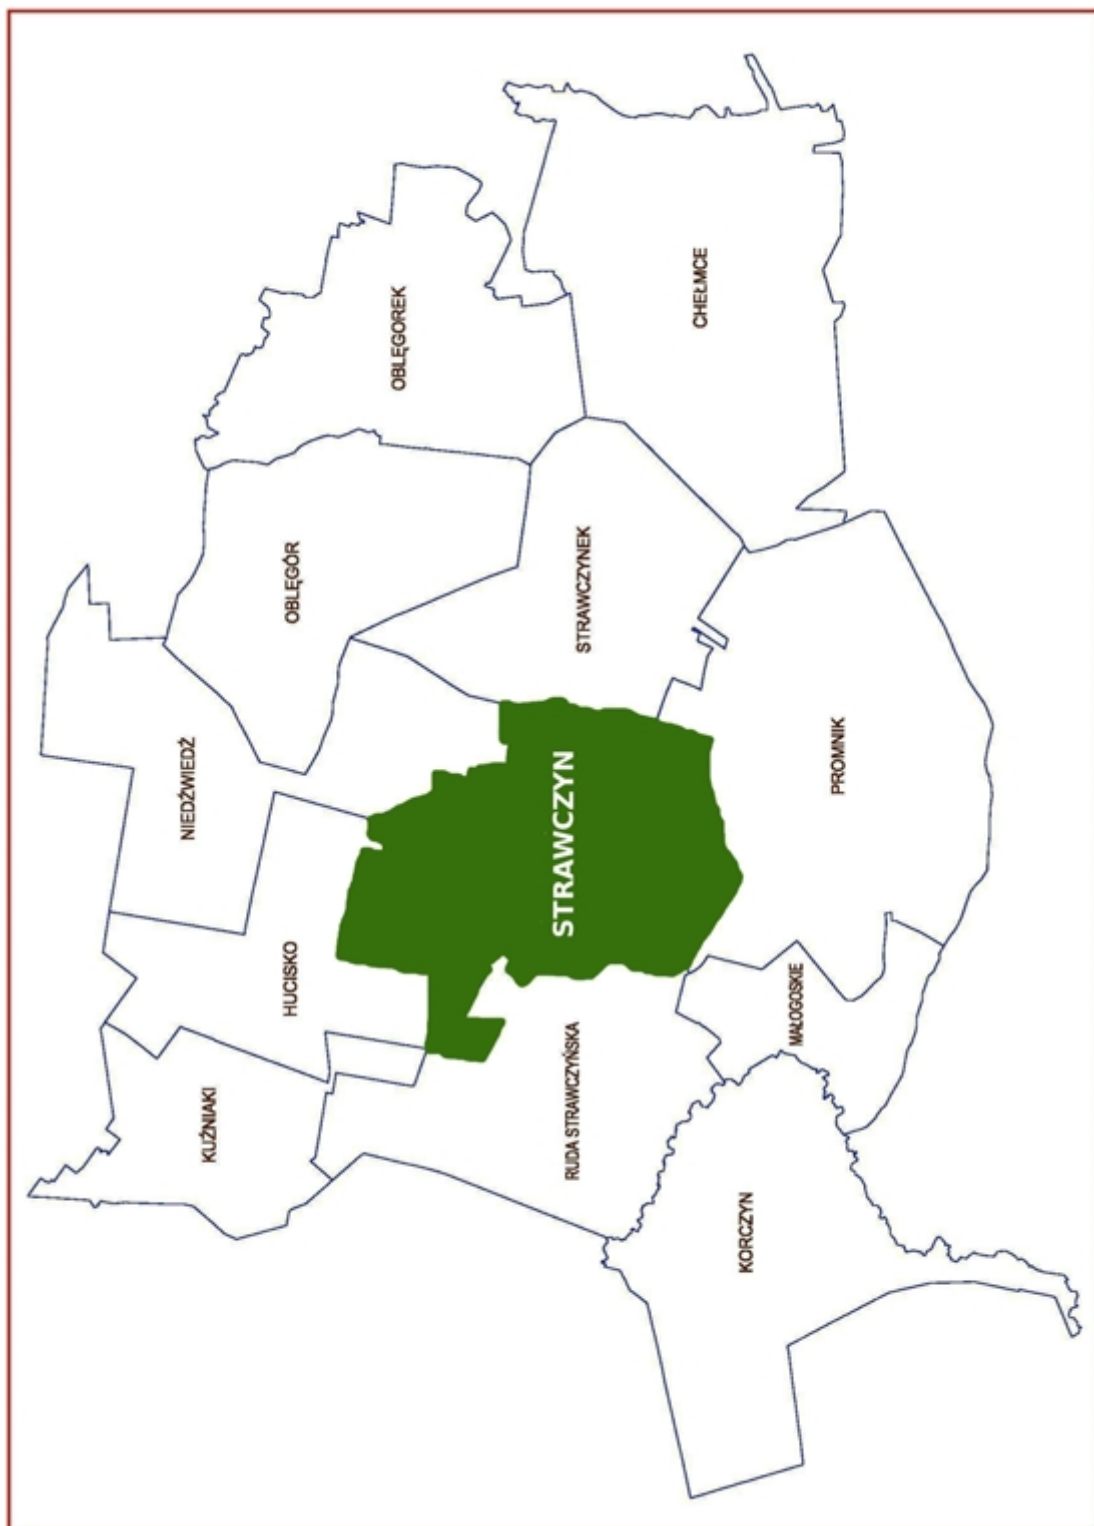 NIEDŹWIEDŹ
KUŹNIAKI
HUCISKO
OBLĘGÓR
OBLĘGOREK
STRAWCZYN
STRAWCZYNEK
RUDA STRAWCZYŃSKA
CHEŁMCE
KORCZYN
MAŁOGOSKIE
PROMNIK